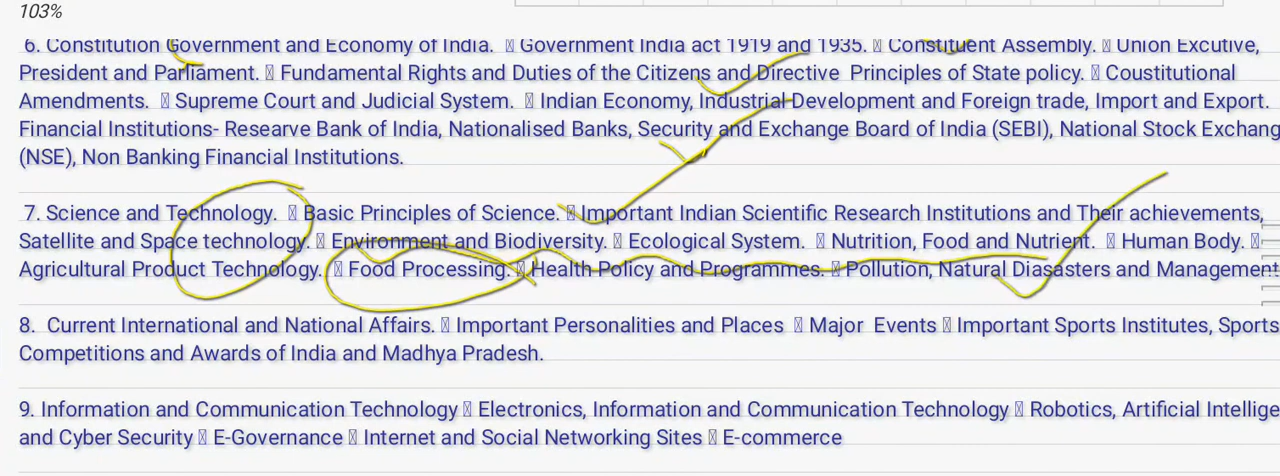 103%
6. Constitution Government and Economy of India.  Government India act 1919 and 1935.  Constituent Assembly.  Union Excutive,
President and Parliament.  Fundamental Rights and Duties of the Citizens and Directive Principles of State policy.  Coustitutional
Amendments.  Supreme Court and Judicial System.  Indian Economy, Industrial Development and Foreign trade, Import and Export.
Financial Institutions- Researve Bank of India, Nationalised Banks, Security and Exchange Board of India (SEBI), National Stock Exchang
(NSE), Non Banking Financial Institutions.
7. Science and Technology.  Basic Principles of Science.  Important Indian Scientific Research Institutions and Their achievements,
Satellite and Space technology.  Environment and Biodiversity.  Ecological System.  Nutrition, Food and Nutrient.  Human Body. 
Agricultural Product Technology.  Food Processing.  Health Policy and Programmes.  Pollution, Natural Diasasters and Management
8. Current International and National Affairs.  Important Personalities and Places  Major Events  Important Sports Institutes, Sports
Competitions and Awards of India and Madhya Pradesh.
9. Information and Communication Technology  Electronics, Information and Communication Technology  Robotics, Artificial Intellige
and Cyber Security  E-Governance  Internet and Social Networking Sites  E-commerce